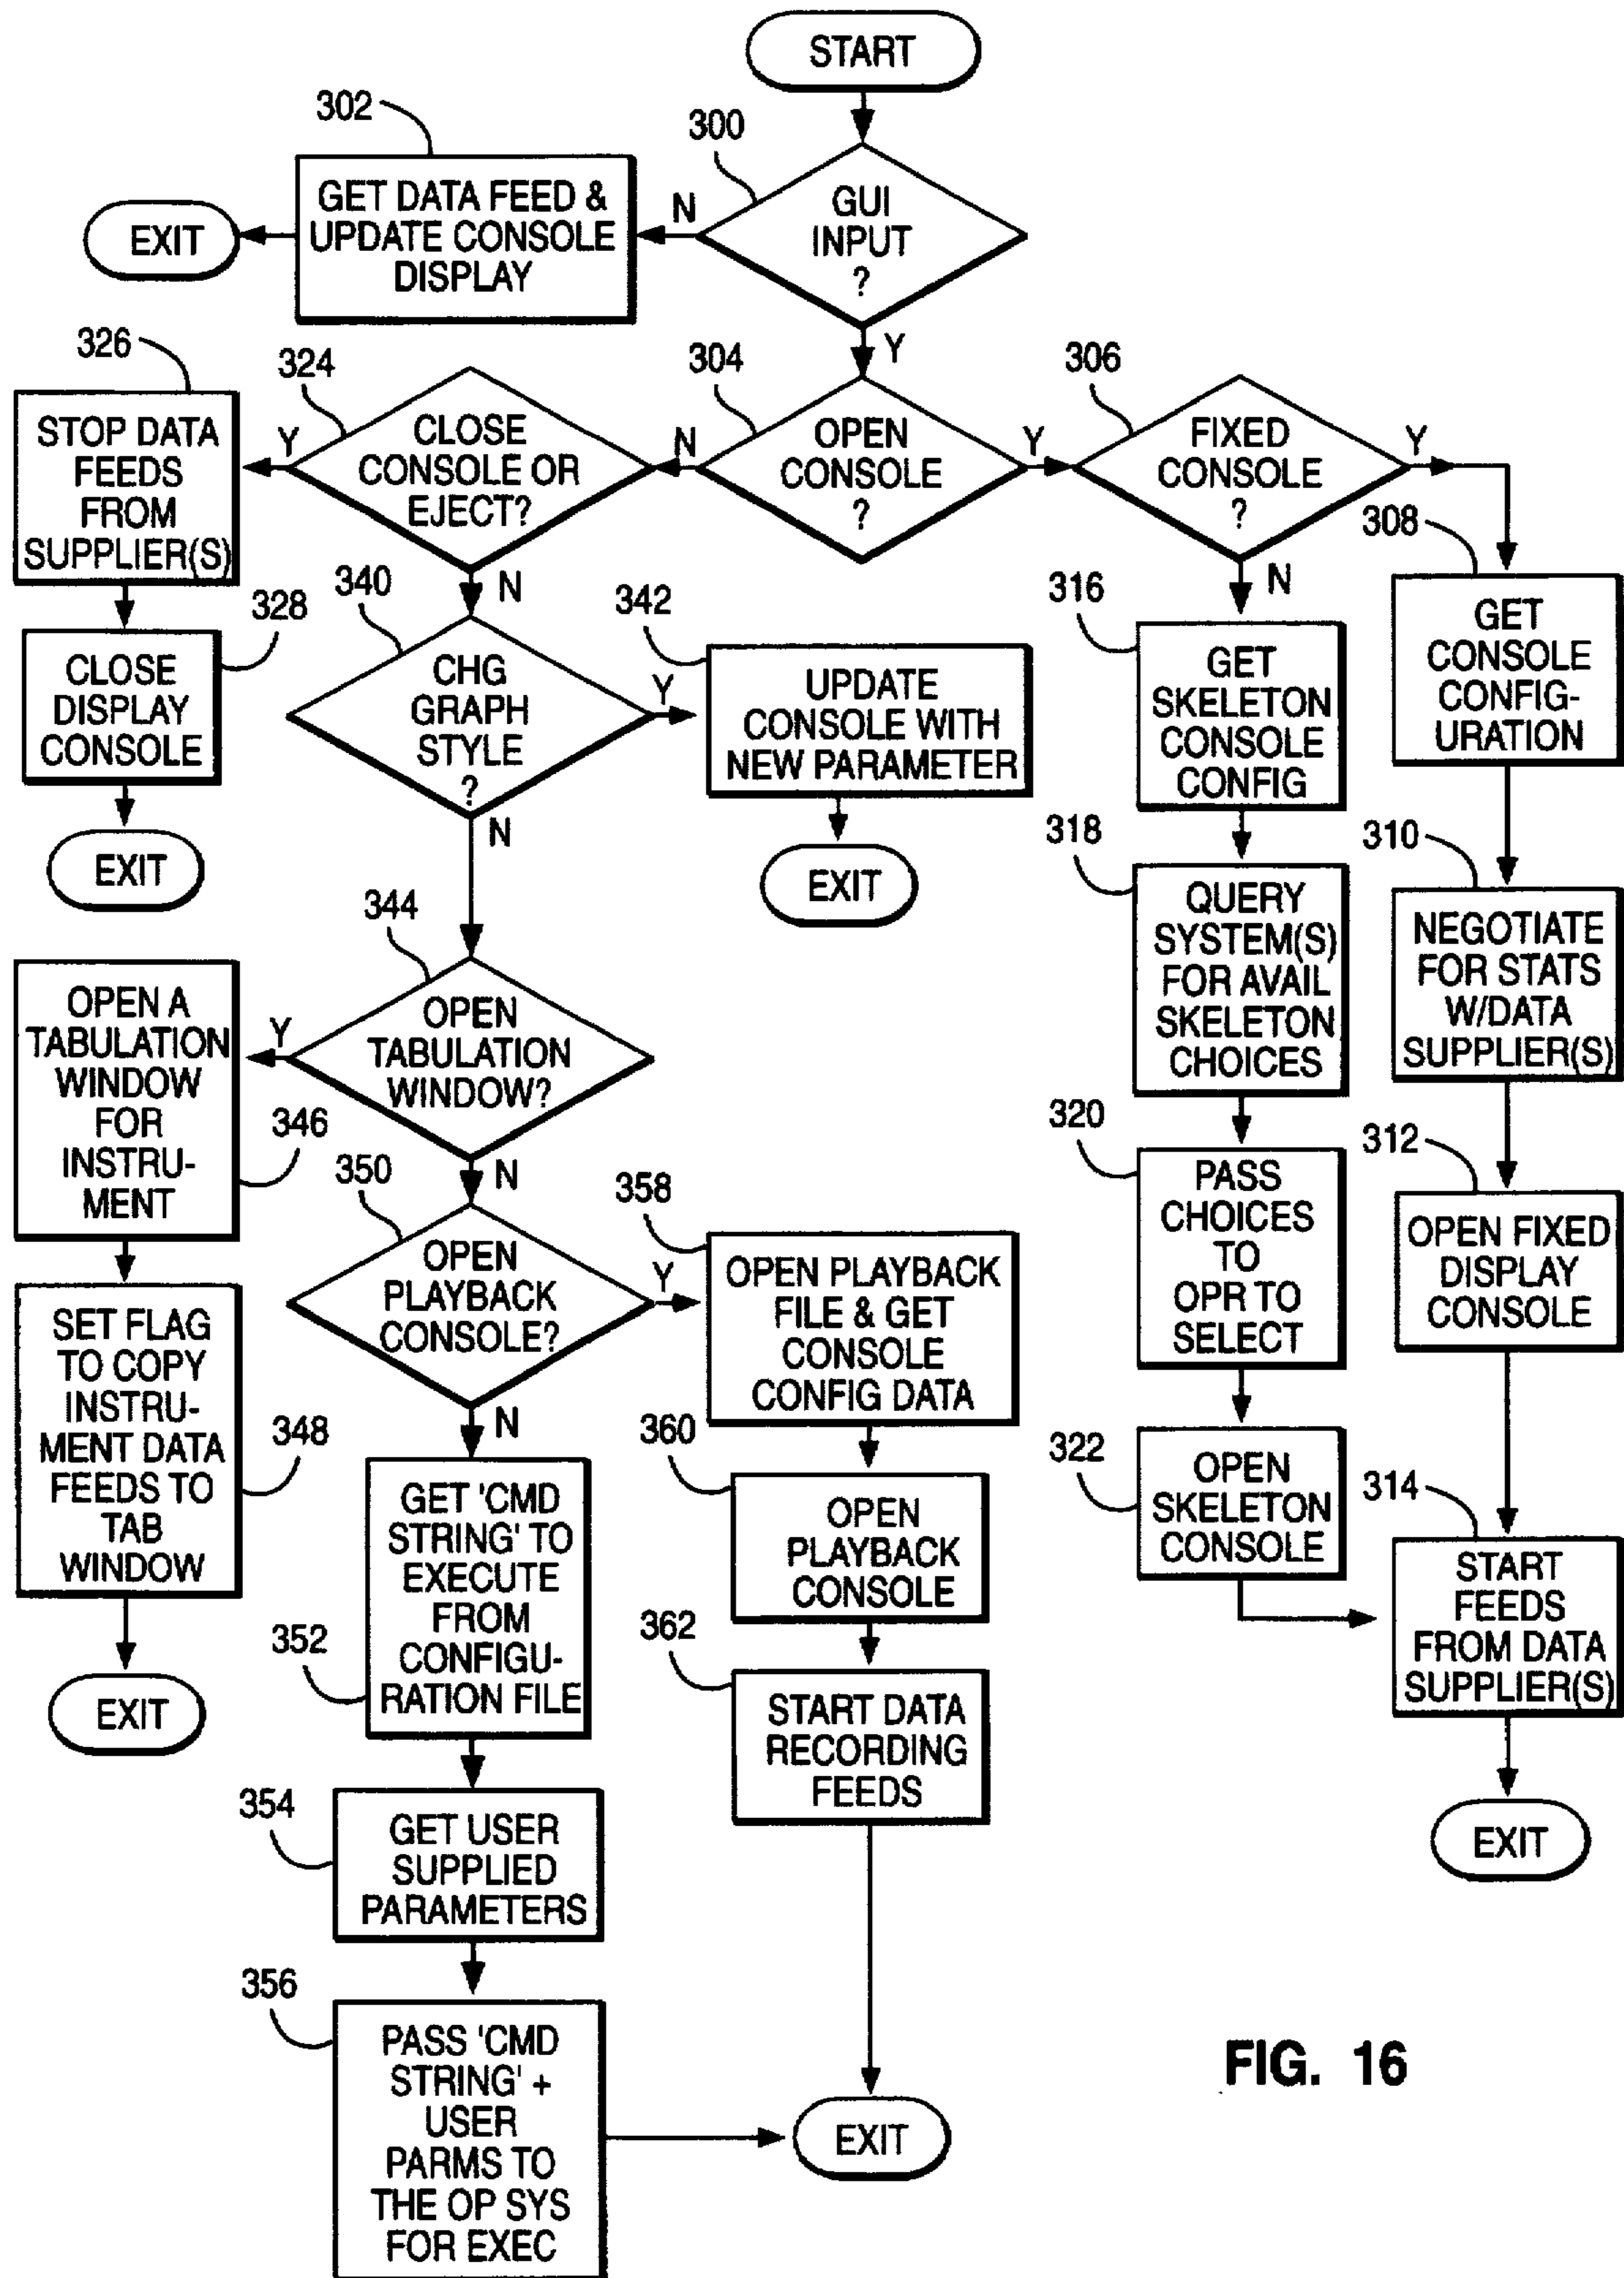 START
302
300
GET DATA FEED &
UPDATE CONSOLE
DISPLAY
EXIT
N
GUI
INPUT
?
Y
326
324
304
306
STOP DATA
FEEDS
FROM
SUPPLIER(S)
Y
CLOSE
CONSOLE OR
EJECT?
N
OPEN
CONSOLE
?
Y
FIXED
CONSOLE
?
Y
308
N
N
328
340
342
316
CLOSE
DISPLAY
CONSOLE
EXIT
CHG
GRAPH
STYLE
?
Y
N
UPDATE
CONSOLE WITH
NEW PARAMETER
EXIT
GET
SKELETON
CONSOLE
CONFIG
GET
CONSOLE
CONFIG-
URATION
318
310
QUERY
SYSTEM(S)
FOR AVAIL
SKELETON
CHOICES
NEGOTIATE
FOR STATS
W/DATA
SUPPLIER(S)
344
OPEN A
TABULATION
WINDOW
FOR
INSTRU-
MENT
Y
OPEN
TABULATION
WINDOW?
N
346
320
312
PASS
CHOICES
TO
OPR TO
SELECT
OPEN FIXED
DISPLAY
CONSOLE
350
358
SET FLAG
TO COPY
INSTRU-
MENT DATA
FEEDS TO
TAB
WINDOW
348
EXIT
OPEN
PLAYBACK
CONSOLE?
Y
N
OPEN PLAYBACK
FILE & GET
CONSOLE
CONFIG DATA
322
314
OPEN
SKELETON
CONSOLE
START
FEEDS
FROM DATA
SUPPLIER(S)
EXIT
360
OPEN
PLAYBACK
CONSOLE
352
GET 'CMD
STRING' TO
EXECUTE
FROM
CONFIGU-
RATION FILE
362
START DATA
RECORDING
FEEDS
354
GET USER
SUPPLIED
PARAMETERS
356
PASS 'CMD
STRING' +
USER
PARMS TO
THE OP SYS
FOR EXEC
EXIT
FIG. 16